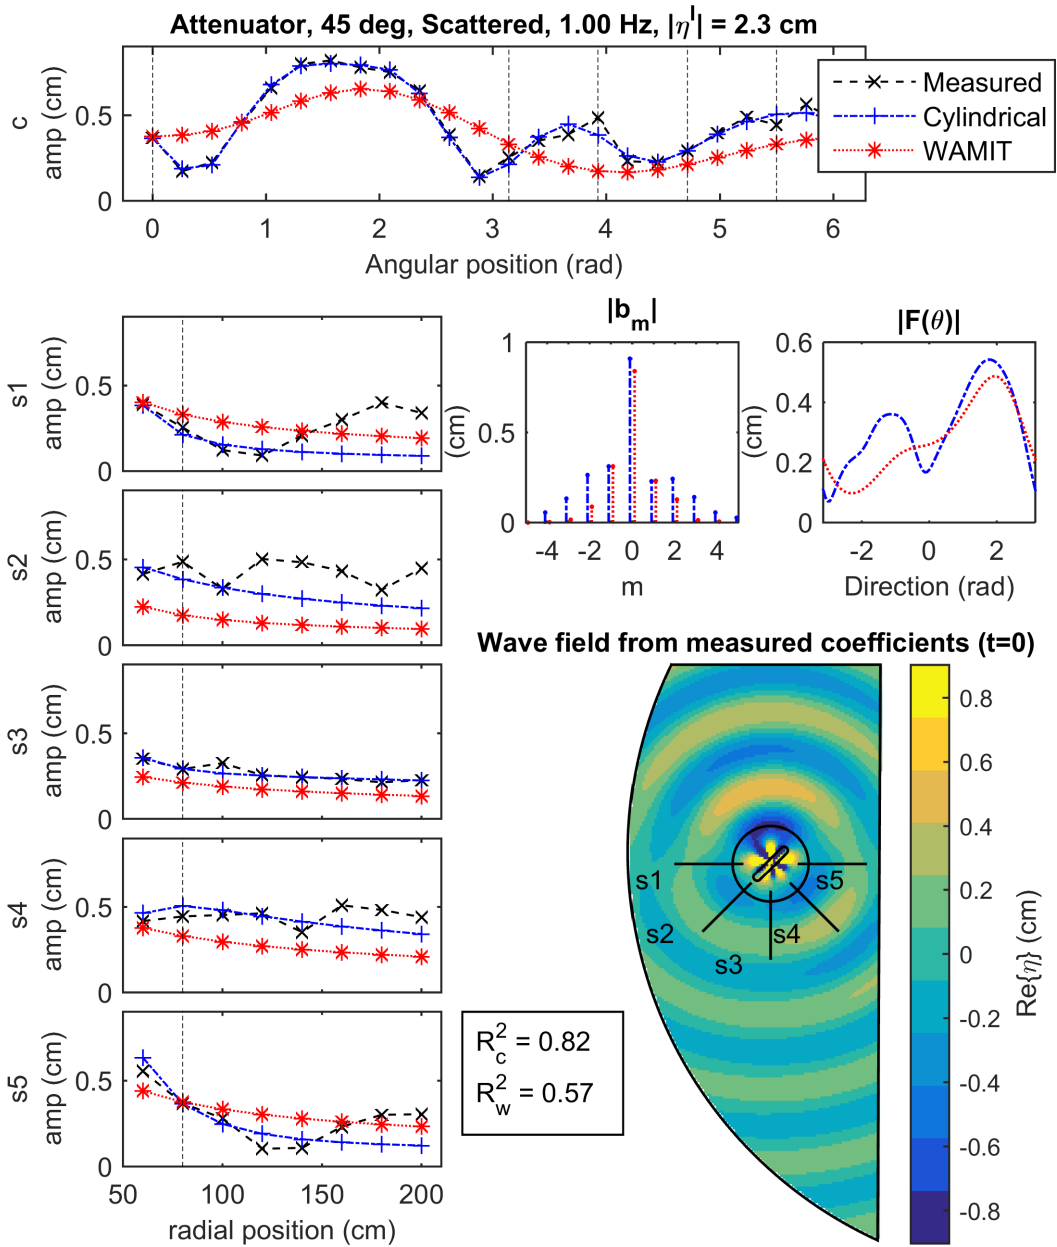 Attenuator, 45 deg, Scattered, 1.00 Hz, |η^I| = 2.3 cm
c
amp (cm)
0.5
0
0 1 2 3 4 5 6
Angular position (rad)
Measured
Cylindrical
WAMIT
s1
amp (cm)
0.5
0
s2
amp (cm)
0.5
0
s3
amp (cm)
0.5
0
s4
amp (cm)
0.5
0
s5
amp (cm)
0.5
0
50 100 150 200
radial position (cm)
|b_m|
(cm)
1
0.5
0
-4 -2 0 2 4
m
|F(θ)|
(cm)
0.6
0.4
0.2
0
-2 0 2
Direction (rad)
Wave field from measured coefficients (t=0)
s1
s2
s3
s4
s5
0.8
0.6
0.4
0.2
0
-0.2
-0.4
-0.6
-0.8
Re{η} (cm)
R_c^2 = 0.82
R_w^2 = 0.57